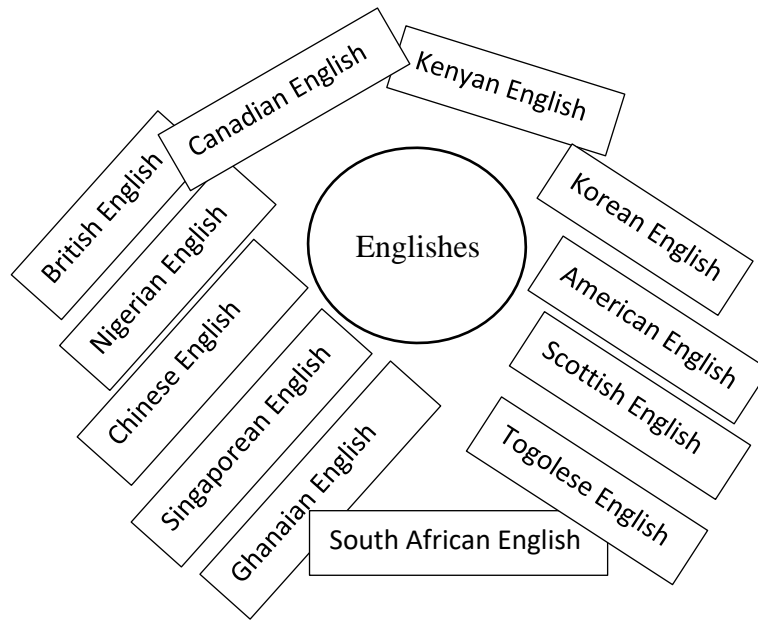 Canadian English
Kenyan English
British English
Korean English
Nigerian English
Englishes
American English
Chinese English
Scottish English
Singaporean English
Togolese English
Ghanaian English
South African English